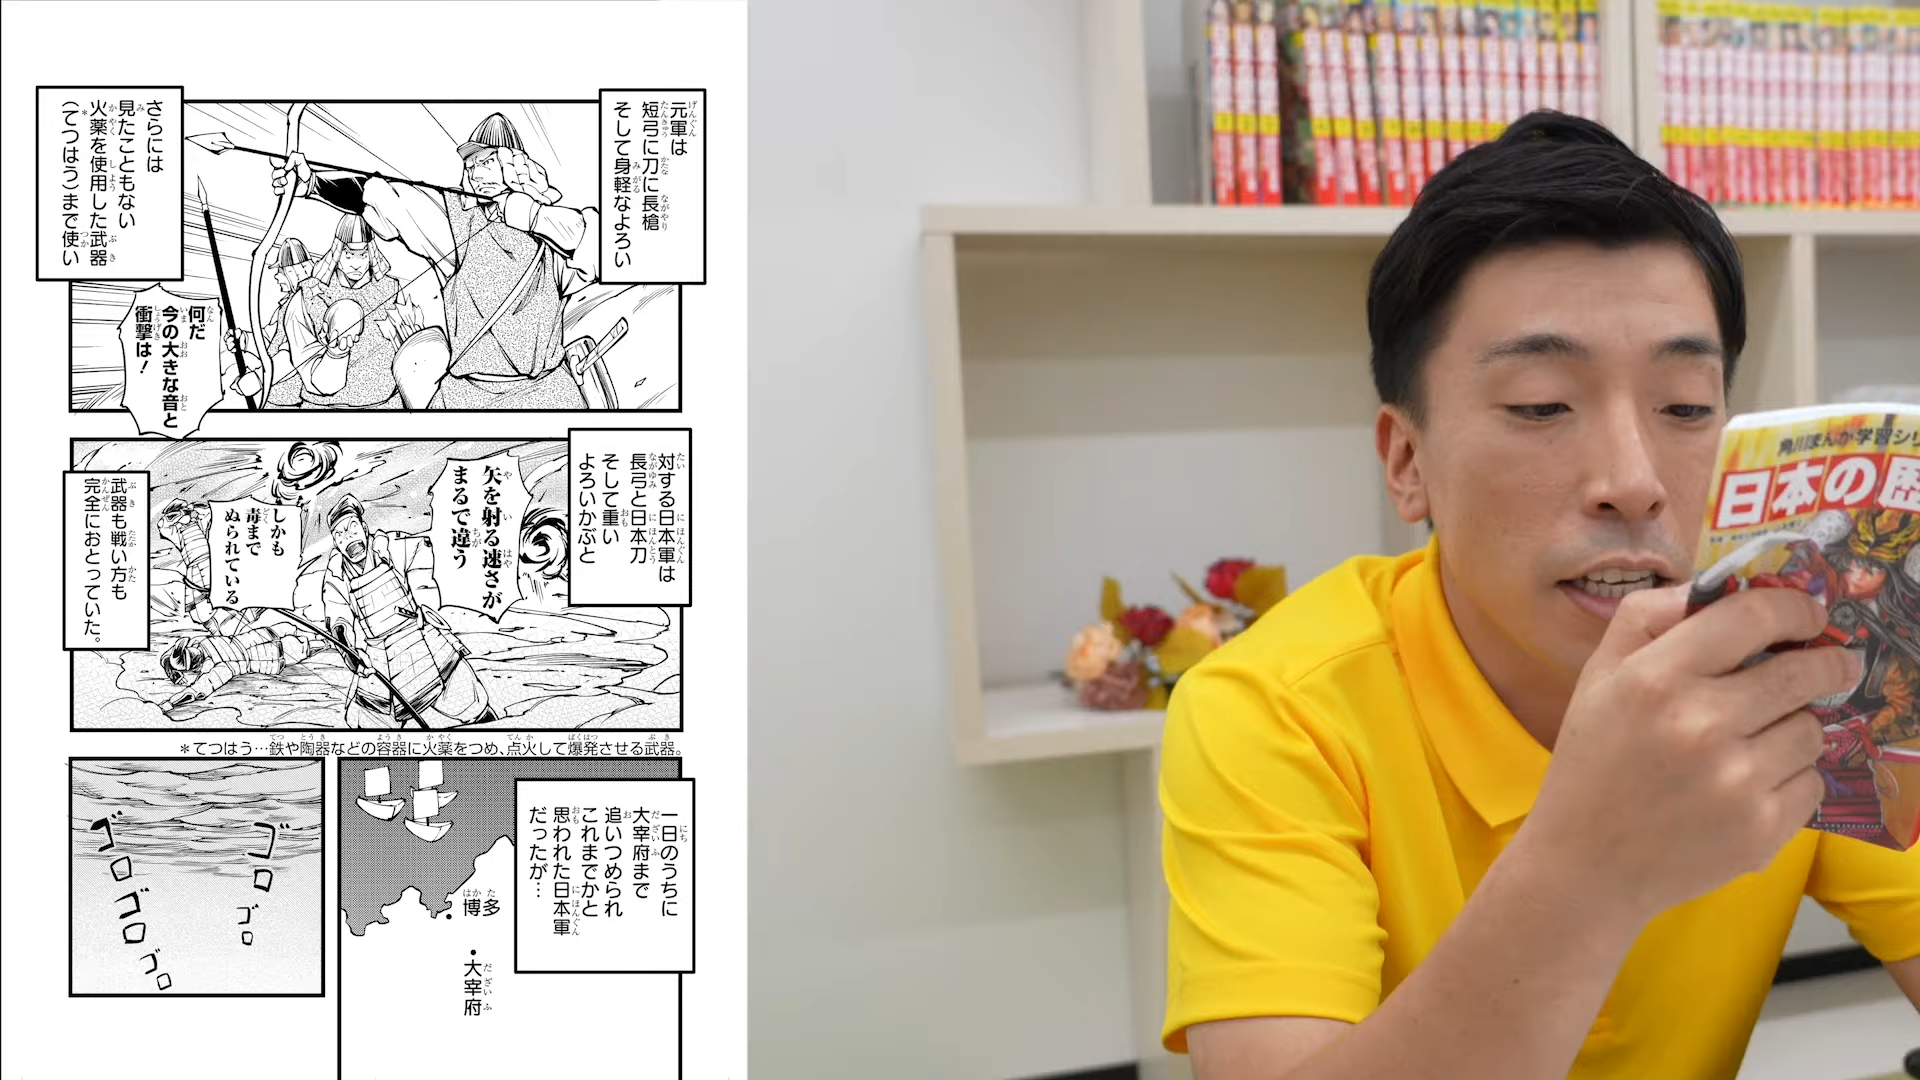 元軍は
短弓に刀に長槍
そして身軽なよろい
さらには
見たこともない
火薬を使用した武器
(てつはう)まで使い
何だ
今の大きな音と
衝撃は!
対する日本軍は
長弓と日本刀
そして重い
よろいかぶと
矢を射る速さが
まるで違う
しかも
毒まで
ぬられている
武器も戦い方も
完全におとっていた。
*てつはう…鉄や陶器などの容器に火薬をつめ、点火して爆発させる武器。
一日のうちに
大宰府まで
追いつめられ
これまでかと
思われた日本軍
だったが…
博多
大宰府
ゴロ
ゴロ
ゴロゴロ
ゴロ
角川まんが学習シリ
日本の歴